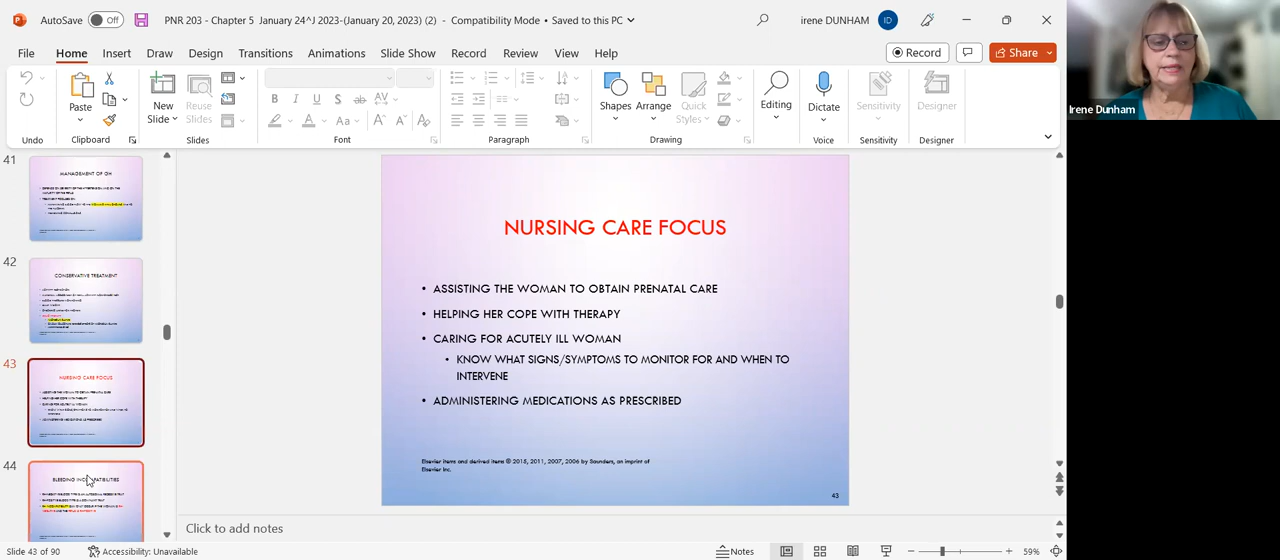 AutoSave Off PNR 203 - Chapter 5 January 24^J 2023-(January 20, 2023) (2) - Compatibility Mode • Saved to this PC irene DUNHAM ID
File Home Insert Draw Design Transitions Animations Slide Show Review View Help Record Share
Paste New Slide Reuse Slides Shapes Arrange Quick Styles Editing Dictate Sensitivity Designer
B I U S ab AV Aa A
Undo Clipboard Slides Font Paragraph Drawing Voice Sensitivity Designer
Irene Dunham
41
MANAGEMENT OF GH
42
CONSERVATIVE TREATMENT
43
NURSING CARE FOCUS
44
BLEEDING INCOMPATIBILITIES
NURSING CARE FOCUS
• ASSISTING THE WOMAN TO OBTAIN PRENATAL CARE
• HELPING HER COPE WITH THERAPY
• CARING FOR ACUTELY ILL WOMAN
• KNOW WHAT SIGNS/SYMPTOMS TO MONITOR FOR AND WHEN TO
INTERVENE
• ADMINISTERING MEDICATIONS AS PRESCRIBED
Elsevier items and derived items © 2015, 2011, 2007, 2006 by Saunders, an imprint of
Elsevier Inc.
43
Click to add notes
Slide 43 of 90 Accessibility: Unavailable Notes 59%